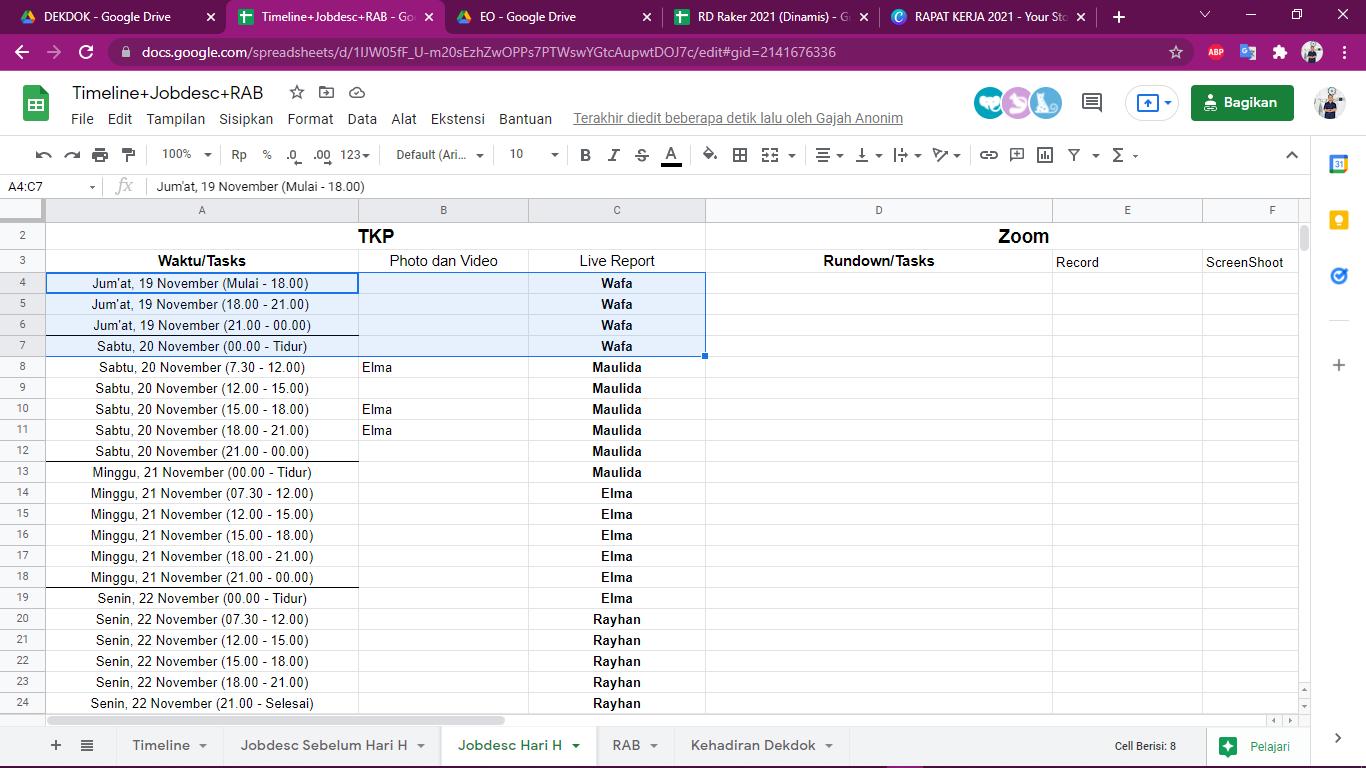 DEKDOK - Google Drive
Timeline+Jobdesc+RAB - Go
EO - Google Drive
RD Raker 2021 (Dinamis) - G
RAPAT KERJA 2021 - Your Sto
docs.google.com/spreadsheets/d/1IJW05fF_U-m20sEzhZwOPPs7PTWswYGtcAupwtDOJ7c/edit#gid=2141676336
ABP
Timeline+Jobdesc+RAB
File Edit Tampilan Sisipkan Format Data Alat Ekstensi Bantuan Terakhir diedit beberapa detik lalu oleh Gajah Anonim
Bagikan
100% Rp % .0 .00 123 Default (Ari... 10 B I S A
31
A4:C7 fx Jum'at, 19 November (Mulai - 18.00)
A B C D E F
2 TKP Zoom
3 Waktu/Tasks Photo dan Video Live Report Rundown/Tasks Record ScreenShoot
4 Jum'at, 19 November (Mulai - 18.00) Wafa
5 Jum'at, 19 November (18.00 - 21.00) Wafa
6 Jum'at, 19 November (21.00 - 00.00) Wafa
7 Sabtu, 20 November (00.00 - Tidur) Wafa
8 Sabtu, 20 November (7.30 - 12.00) Elma Maulida
9 Sabtu, 20 November (12.00 - 15.00) Maulida
10 Sabtu, 20 November (15.00 - 18.00) Elma Maulida
11 Sabtu, 20 November (18.00 - 21.00) Elma Maulida
12 Sabtu, 20 November (21.00 - 00.00) Maulida
13 Minggu, 21 November (00.00 - Tidur) Maulida
14 Minggu, 21 November (07.30 - 12.00) Elma
15 Minggu, 21 November (12.00 - 15.00) Elma
16 Minggu, 21 November (15.00 - 18.00) Elma
17 Minggu, 21 November (18.00 - 21.00) Elma
18 Minggu, 21 November (21.00 - 00.00) Elma
19 Senin, 22 November (00.00 - Tidur) Elma
20 Senin, 22 November (07.30 - 12.00) Rayhan
21 Senin, 22 November (12.00 - 15.00) Rayhan
22 Senin, 22 November (15.00 - 18.00) Rayhan
23 Senin, 22 November (18.00 - 21.00) Rayhan
24 Senin, 22 November (21.00 - Selesai) Rayhan
Timeline Jobdesc Sebelum Hari H Jobdesc Hari H RAB Kehadiran Dekdok Cell Berisi: 8 Pelajari